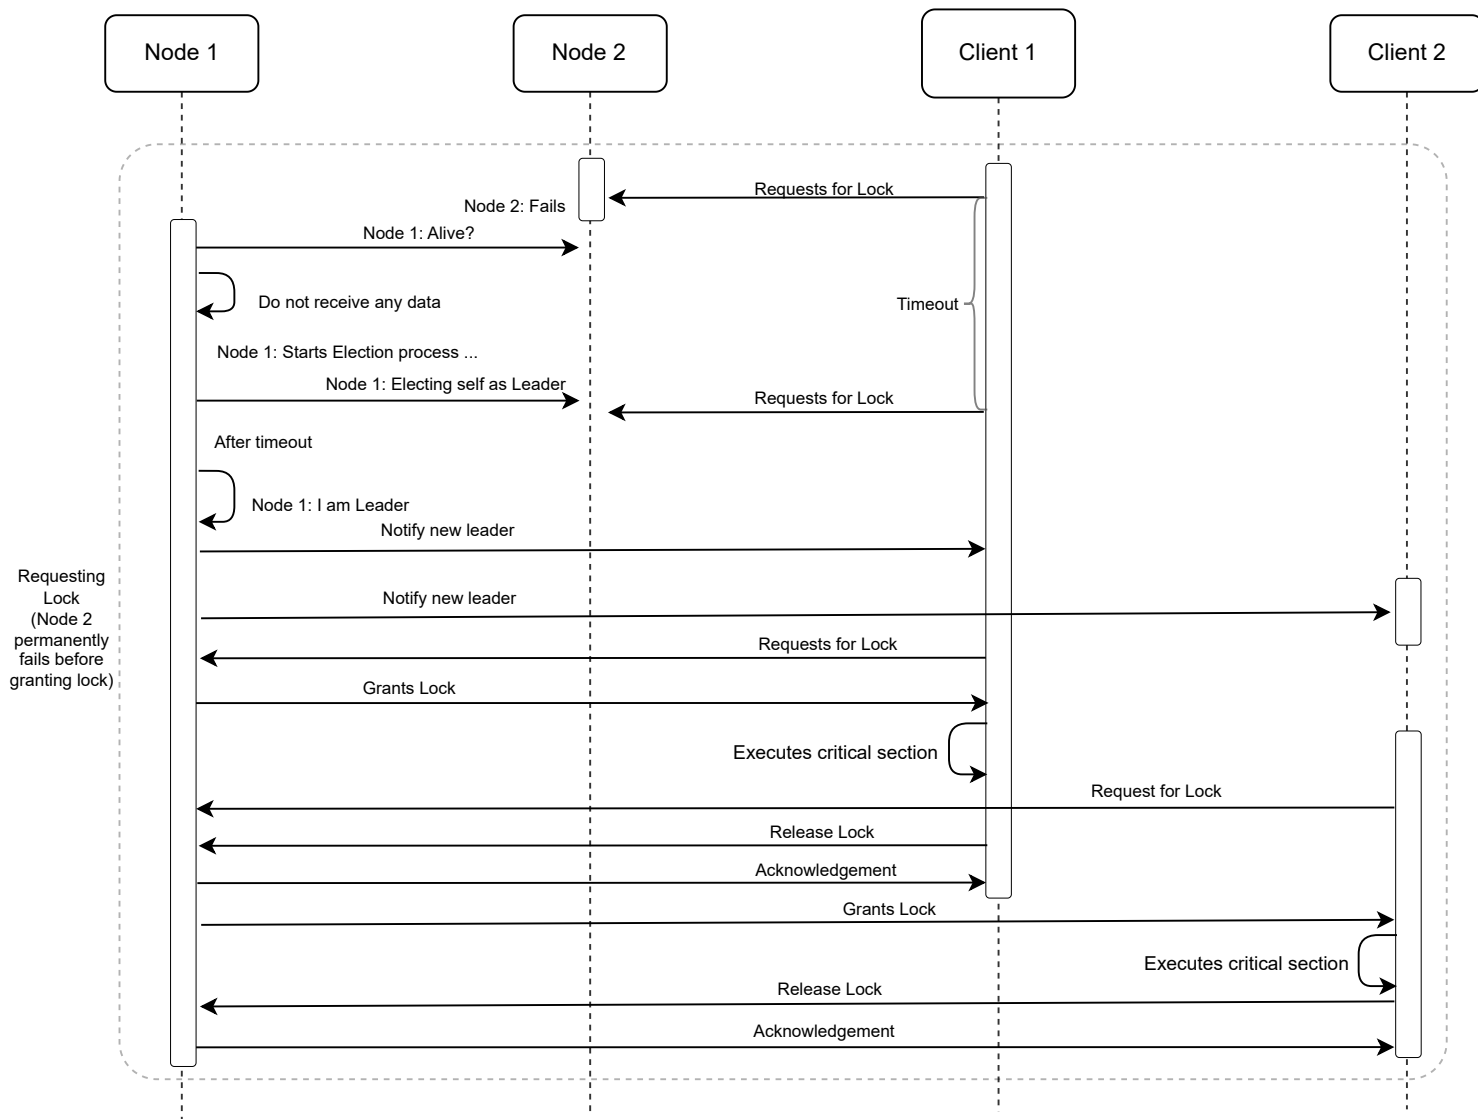 Node 1
Node 2
Client 1
Client 2
Requests for Lock
Node 2: Fails
Node 1: Alive?
Do not receive any data
Timeout
Node 1: Starts Election process ...
Node 1: Electing self as Leader
Requests for Lock
After timeout
Node 1: I am Leader
Notify new leader
Requesting
Lock
(Node 2
permanently
fails before
granting lock)
Notify new leader
Requests for Lock
Grants Lock
Executes critical section
Request for Lock
Release Lock
Acknowledgement
Grants Lock
Executes critical section
Release Lock
Acknowledgement